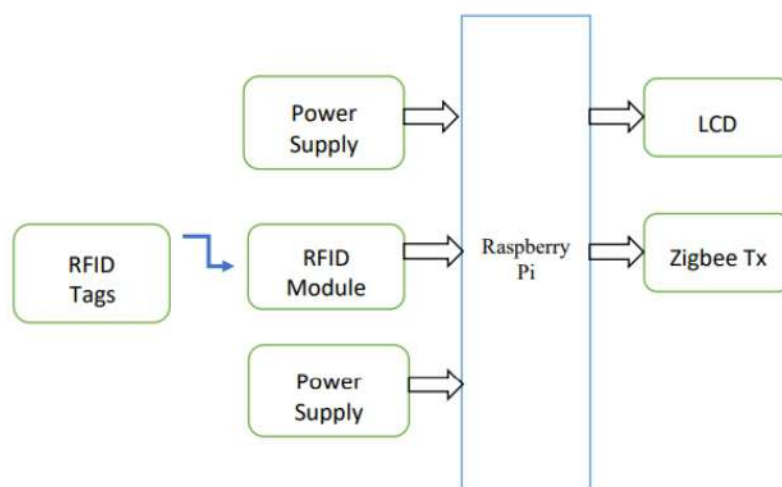 Power
Supply
LCD
RFID
Tags
RFID
Module
Raspberry
Pi
Zigbee Tx
Power
Supply